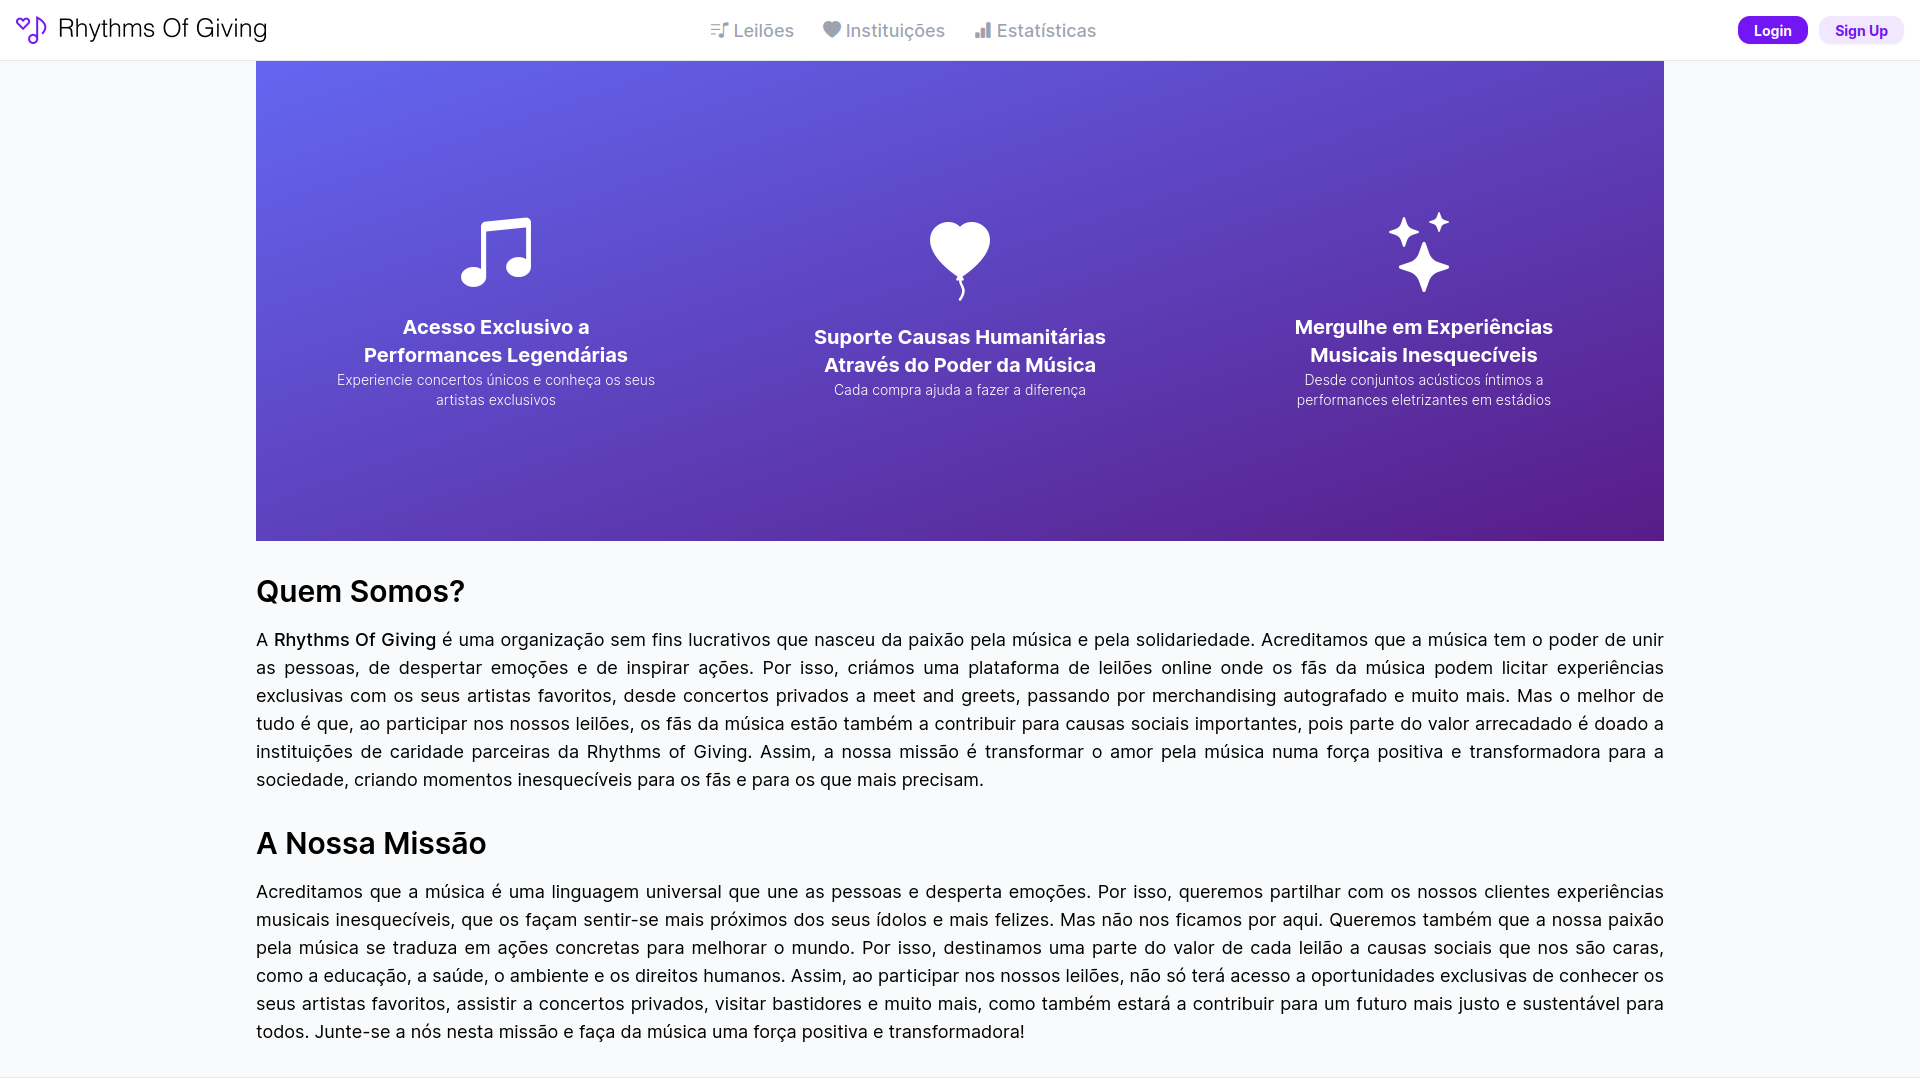 Rhythms Of Giving
Leilões
Instituições
Estatísticas
Login
Sign Up
Acesso Exclusivo a
Performances Legendárias
Experiencie concertos únicos e conheça os seus
artistas exclusivos
Suporte Causas Humanitárias
Através do Poder da Música
Cada compra ajuda a fazer a diferença
Mergulhe em Experiências
Musicais Inesquecíveis
Desde conjuntos acústicos íntimos a
performances eletrizantes em estádios
Quem Somos?
A Rhythms Of Giving é uma organização sem fins lucrativos que nasceu da paixão pela música e pela solidariedade. Acreditamos que a música tem o poder de unir
as pessoas, de despertar emoções e de inspirar ações. Por isso, criámos uma plataforma de leilões online onde os fãs da música podem licitar experiências
exclusivas com os seus artistas favoritos, desde concertos privados a meet and greets, passando por merchandising autografado e muito mais. Mas o melhor de
tudo é que, ao participar nos nossos leilões, os fãs da música estão também a contribuir para causas sociais importantes, pois parte do valor arrecadado é doado a
instituições de caridade parceiras da Rhythms of Giving. Assim, a nossa missão é transformar o amor pela música numa força positiva e transformadora para a
sociedade, criando momentos inesquecíveis para os fãs e para os que mais precisam.
A Nossa Missão
Acreditamos que a música é uma linguagem universal que une as pessoas e desperta emoções. Por isso, queremos partilhar com os nossos clientes experiências
musicais inesquecíveis, que os façam sentir-se mais próximos dos seus ídolos e mais felizes. Mas não nos ficamos por aqui. Queremos também que a nossa paixão
pela música se traduza em ações concretas para melhorar o mundo. Por isso, destinamos uma parte do valor de cada leilão a causas sociais que nos são caras,
como a educação, a saúde, o ambiente e os direitos humanos. Assim, ao participar nos nossos leilões, não só terá acesso a oportunidades exclusivas de conhecer os
seus artistas favoritos, assistir a concertos privados, visitar bastidores e muito mais, como também estará a contribuir para um futuro mais justo e sustentável para
todos. Junte-se a nós nesta missão e faça da música uma força positiva e transformadora!